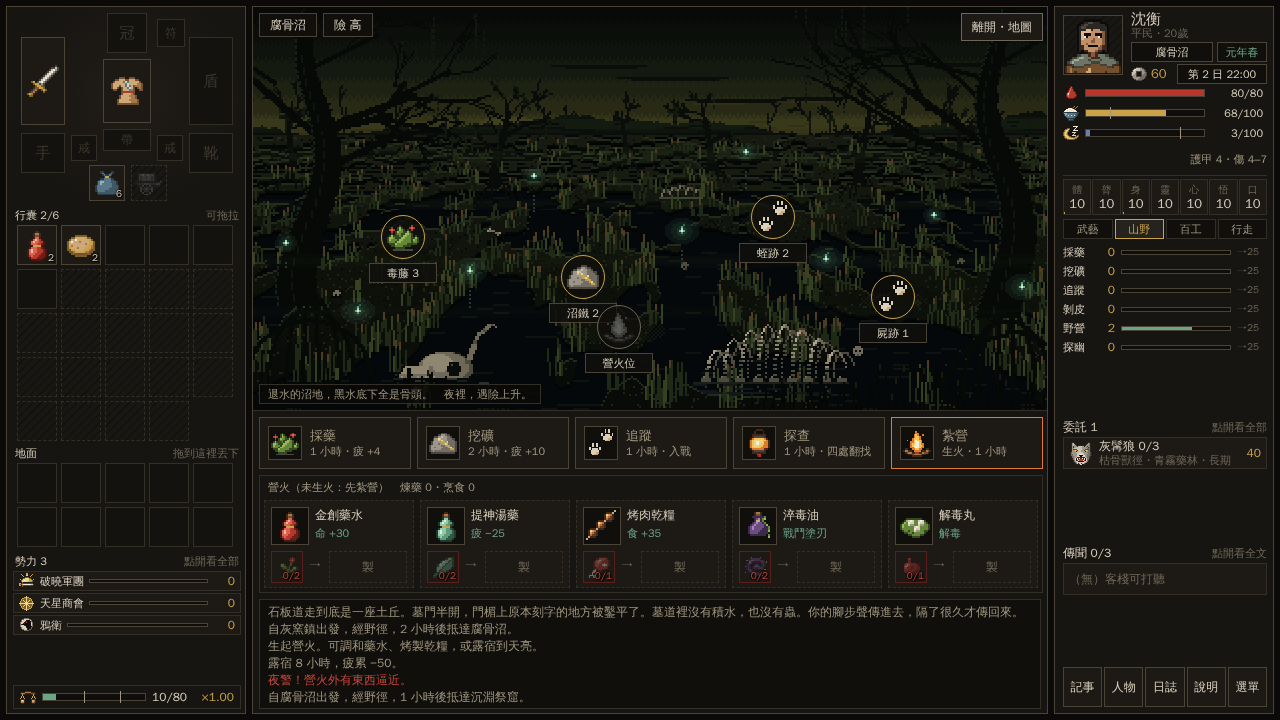 冠
符
盾
手
戒
帶
戒
靴
6
行囊 2/6
可拖拉
2
2
地面
拖到這裡丟下
勢力 3
點開看全部
破曉軍團
0
天星商會
0
鴉衛
0
10/80
×1.00
腐骨沼
險 高
離開・地圖
毒藤 3
沼鐵 2
營火位
蛭跡 2
屍跡 1
退水的沼地，黑水底下全是骨頭。　夜裡，遇險上升。
採藥
1 小時・疲 +4
挖礦
2 小時・疲 +10
追蹤
1 小時・入戰
探查
1 小時・四處翻找
紮營
生火・1 小時
營火（未生火：先紮營）　煉藥 0・烹食 0
金創藥水
命 +30
0/2
→
製
提神湯藥
疲 −25
0/2
→
製
烤肉乾糧
食 +35
0/1
→
製
淬毒油
戰鬥塗刃
0/2
→
製
解毒丸
解毒
0/1
→
製
石板道走到底是一座土丘。墓門半開，門楣上原本刻字的地方被鑿平了。墓道裡沒有積水，也沒有蟲。你的腳步聲傳進去，隔了很久才傳回來。
自灰窯鎮出發，經野徑，2 小時後抵達腐骨沼。
生起營火。可調和藥水、烤製乾糧，或露宿到天亮。
露宿 8 小時，疲累 −50。
夜警！營火外有東西逼近。
自腐骨沼出發，經野徑，1 小時後抵達沉淵祭窟。
沈衡
平民・20歲
腐骨沼
元年春
60
第 2 日 22:00
80/80
68/100
3/100
護甲 4・傷 4–7
體
臂
身
靈
心
悟
口
10
10
10
10
10
10
10
武藝
山野
百工
行走
採藥
0
→25
挖礦
0
→25
追蹤
0
→25
剝皮
0
→25
野營
2
→25
探幽
0
→25
委託 1
點開看全部
灰髯狼 0/3
枯骨獸徑・青霧藥林・長期
40
傳聞 0/3
點開看全文
（無）客棧可打聽
記事
人物
日誌
說明
選單